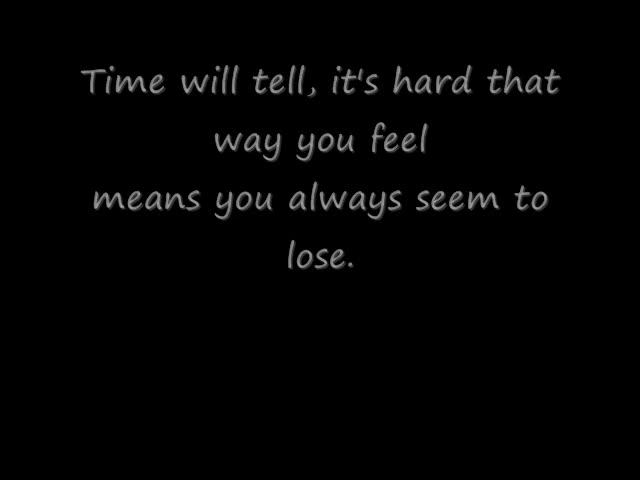 Time will tell, it's hard that
way you feel
means you always seem to
lose.